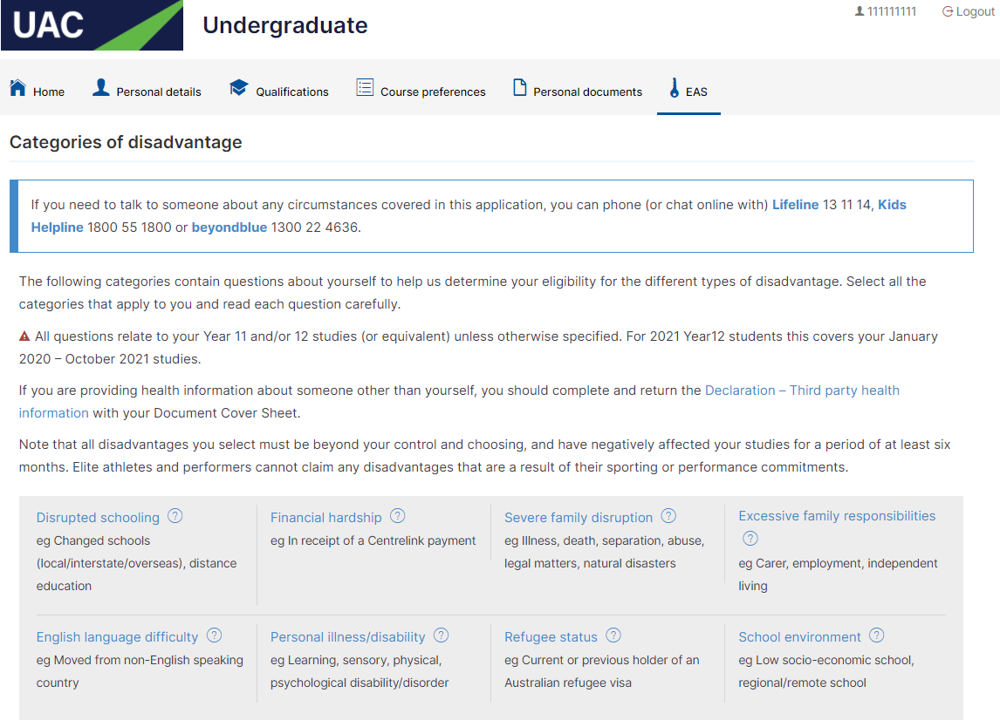 UAC
Undergraduate
111111111
Logout
Home
Personal details
Qualifications
Course preferences
Personal documents
EAS
Categories of disadvantage
If you need to talk to someone about any circumstances covered in this application, you can phone (or chat online with) Lifeline 13 11 14, Kids
Helpline 1800 55 1800 or beyondblue 1300 22 4636.
The following categories contain questions about yourself to help us determine your eligibility for the different types of disadvantage. Select all the
categories that apply to you and read each question carefully.
All questions relate to your Year 11 and/or 12 studies (or equivalent) unless otherwise specified. For 2021 Year12 students this covers your January
2020 – October 2021 studies.
If you are providing health information about someone other than yourself, you should complete and return the Declaration – Third party health
information with your Document Cover Sheet.
Note that all disadvantages you select must be beyond your control and choosing, and have negatively affected your studies for a period of at least six
months. Elite athletes and performers cannot claim any disadvantages that are a result of their sporting or performance commitments.
Disrupted schooling ?
eg Changed schools
(local/interstate/overseas), distance
education
Financial hardship ?
eg In receipt of a Centrelink payment
Severe family disruption ?
eg Illness, death, separation, abuse,
legal matters, natural disasters
Excessive family responsibilities
?
eg Carer, employment, independent
living
English language difficulty ?
eg Moved from non-English speaking
country
Personal illness/disability ?
eg Learning, sensory, physical,
psychological disability/disorder
Refugee status ?
eg Current or previous holder of an
Australian refugee visa
School environment ?
eg Low socio-economic school,
regional/remote school